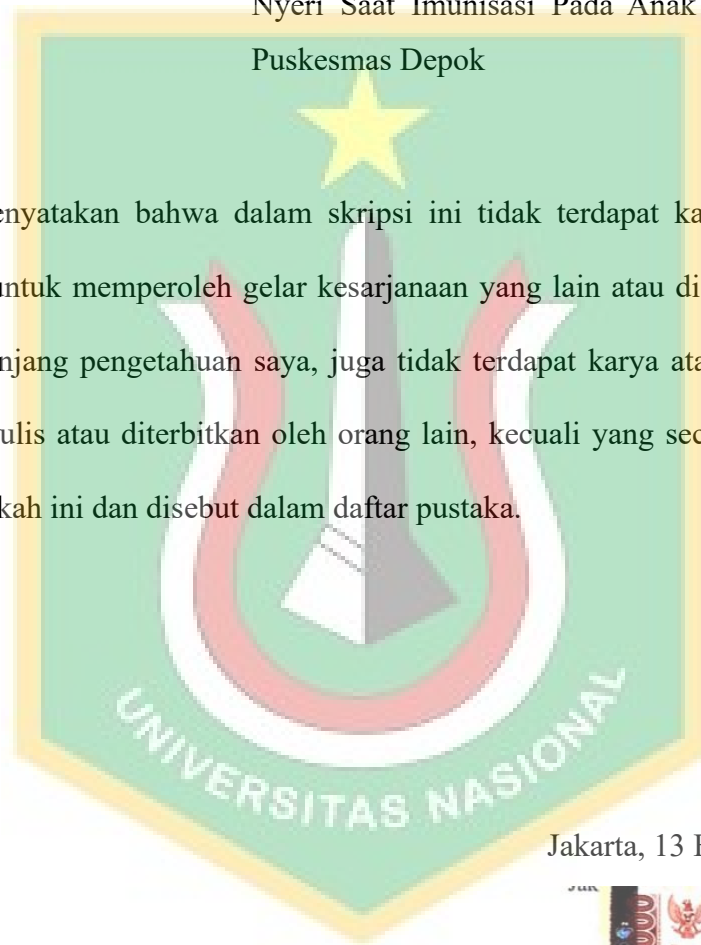 Nyeri Saat Imunisasi Pada Anak
Puskesmas Depok
enyatakan bahwa dalam skripsi ini tidak terdapat ka
untuk memperoleh gelar kesarjanaan yang lain atau di
njang pengetahuan saya, juga tidak terdapat karya ata
ulis atau diterbitkan oleh orang lain, kecuali yang sec
kah ini dan disebut dalam daftar pustaka.
UNIVERSITAS NASIONAL
Jakarta, 13